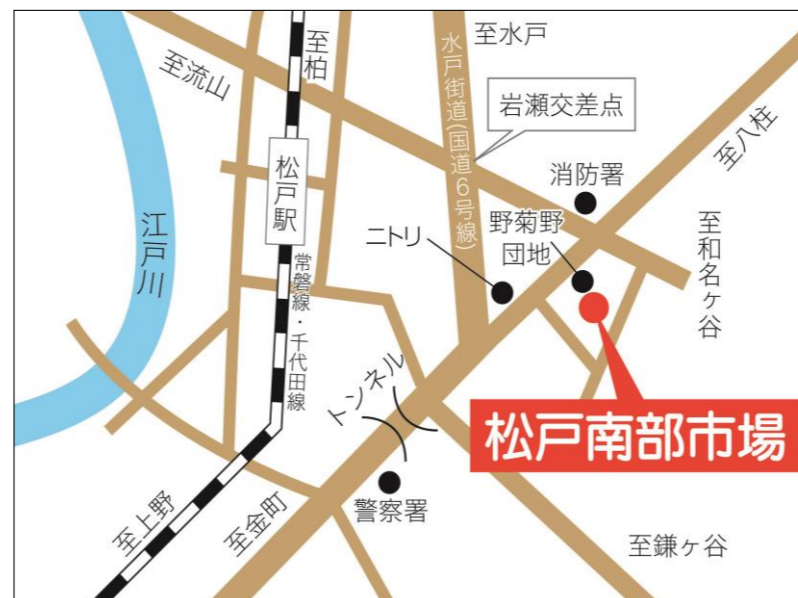 至柏
至水戸
至流山
水戸街道(国道6号線)
岩瀬交差点
至八柱
消防署
松戸駅
野菊野
団地
至和名ヶ谷
江戸川
ニトリ
常磐線・千代田線
トンネル
松戸南部市場
警察署
至上野
至金町
至鎌ヶ谷